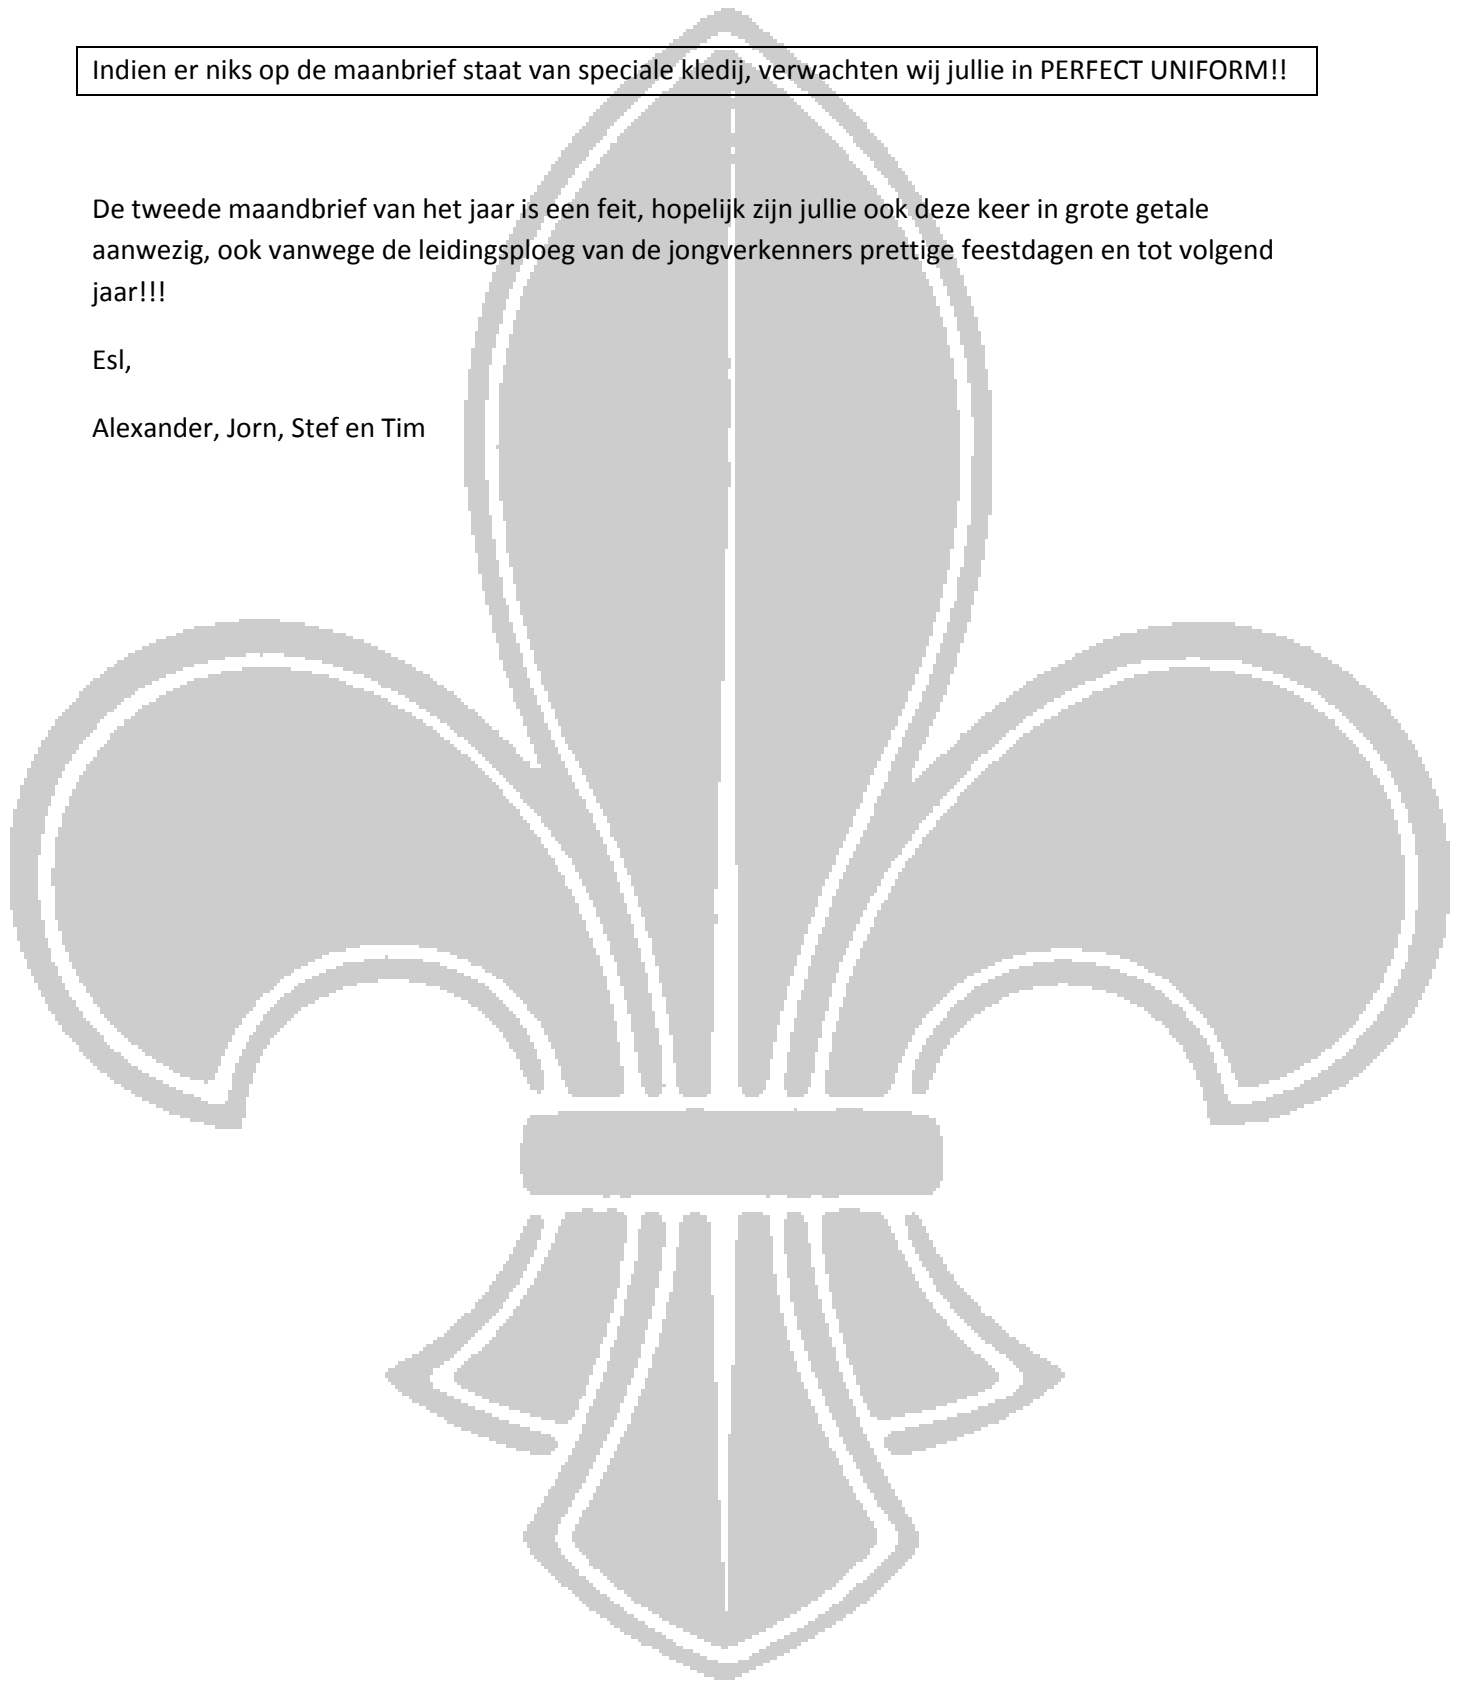 Indien er niks op de maanbrief staat van speciale kledij, verwachten wij jullie in PERFECT UNIFORM!!
De tweede maandbrief van het jaar is een feit, hopelijk zijn jullie ook deze keer in grote getale
aanwezig, ook vanwege de leidingsploeg van de jongverkenners prettige feestdagen en tot volgend
jaar!!!
Esl,
Alexander, Jorn, Stef en Tim